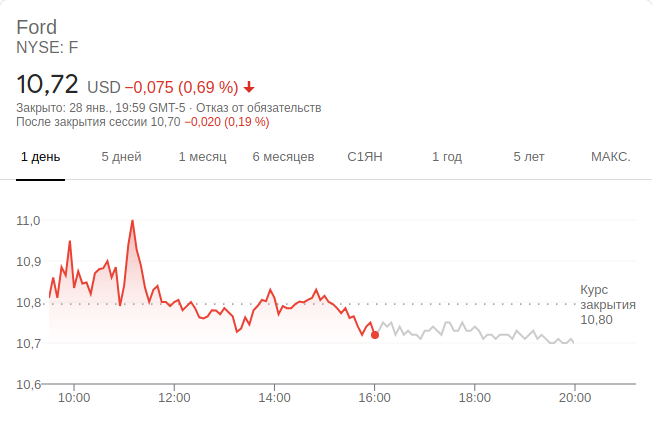 Ford
NYSE: F
10,72 USD −0,075 (0,69 %)
Закрыто: 28 янв., 19:59 GMT-5 · Отказ от обязательств
После закрытия сессии 10,70 −0,020 (0,19 %)
1 день 5 дней 1 месяц 6 месяцев С1ЯН 1 год 5 лет МАКС.
11,0
10,9
10,8
10,7
10,6
Курс
закрытия
10,80
10:00 12:00 14:00 16:00 18:00 20:00